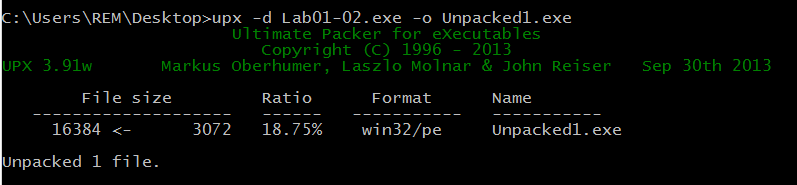 C:\Users\REM\Desktop>upx -d Lab01-02.exe -o Unpacked1.exe
Ultimate Packer for eXecutables
Copyright (C) 1996 - 2013
UPX 3.91w Markus Oberhumer, Laszlo Molnar & John Reiser Sep 30th 2013
File size Ratio Format Name
-------------------- ------ ----------- -----------
16384 <- 3072 18.75% win32/pe Unpacked1.exe
Unpacked 1 file.